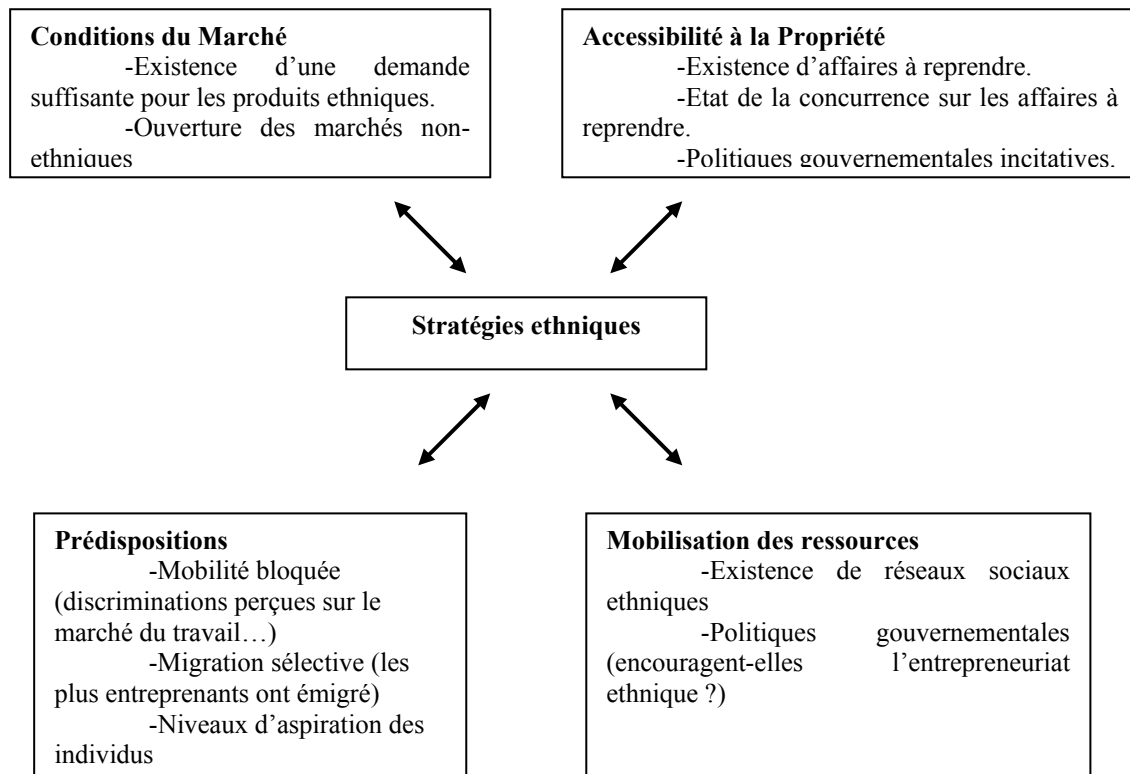 Conditions du Marché
-Existence d’une demande
suffisante pour les produits ethniques.
-Ouverture des marchés non-
ethniques
Accessibilité à la Propriété
-Existence d’affaires à reprendre.
-Etat de la concurrence sur les affaires à
reprendre.
-Politiques gouvernementales incitatives.
Stratégies ethniques
Prédispositions
-Mobilité bloquée
(discriminations perçues sur le
marché du travail…)
-Migration sélective (les
plus entreprenants ont émigré)
-Niveaux d’aspiration des
individus
Mobilisation des ressources
-Existence de réseaux sociaux
ethniques
-Politiques gouvernementales
(encouragent-elles l’entrepreneuriat
ethnique ?)